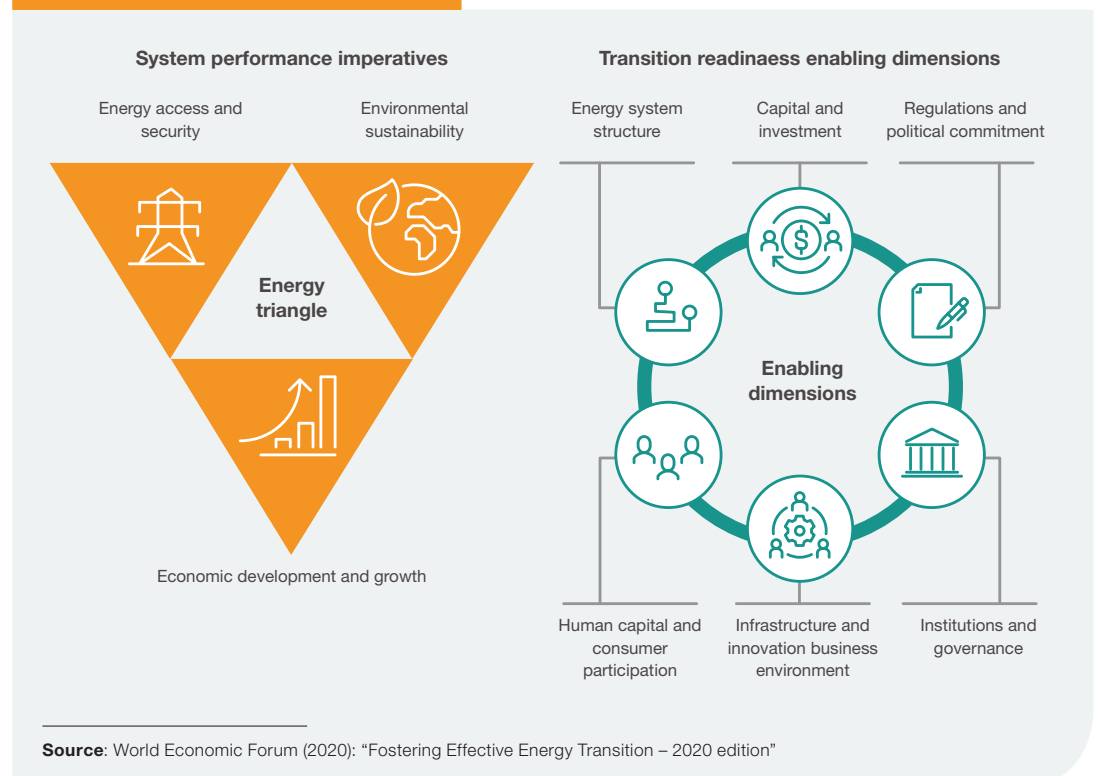 System performance imperatives
Energy access and
security
Environmental
sustainability
Energy
triangle
Economic development and growth
Transition readinaess enabling dimensions
Energy system
structure
Capital and
investment
Regulations and
political commitment
$
Enabling
dimensions
Human capital and
consumer
participation
Infrastructure and
innovation business
environment
Institutions and
governance
Source: World Economic Forum (2020): “Fostering Effective Energy Transition – 2020 edition”